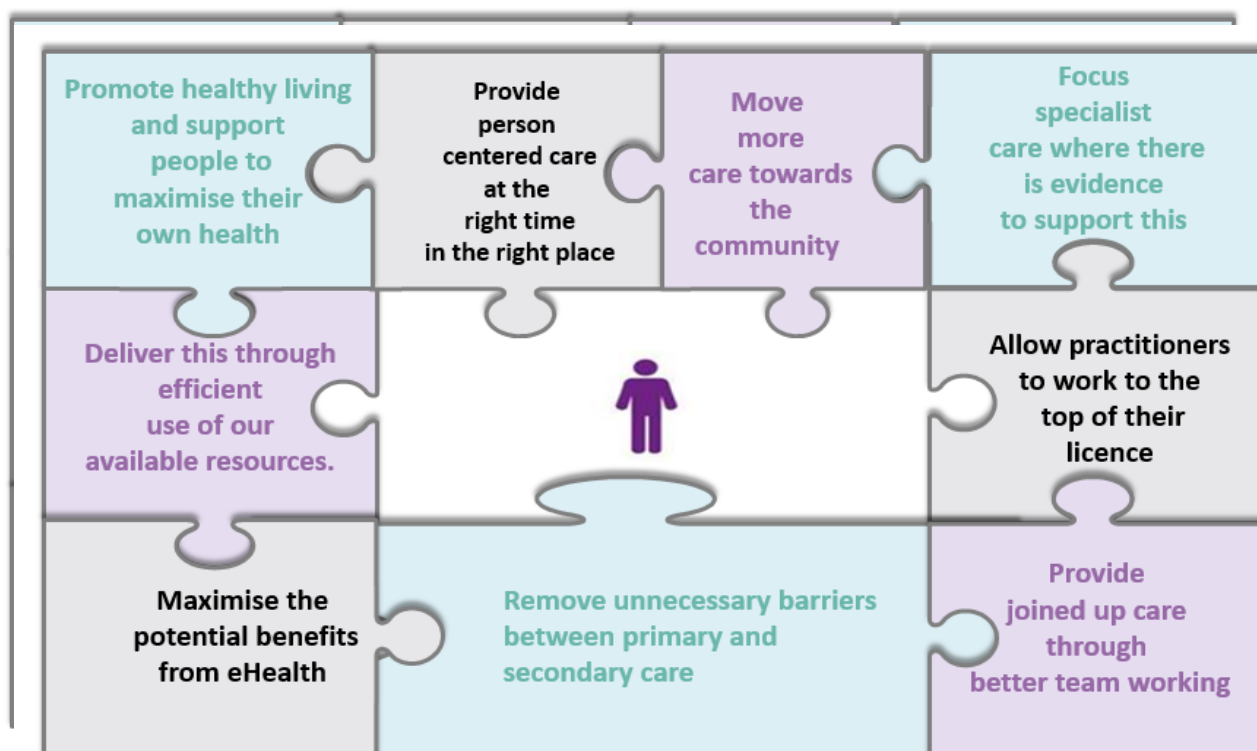 Promote healthy living
and support
people to
maximise their
own health
Provide
person
centered care
at the
right time
in the right place
Move
more
care towards
the
community
Focus
specialist
care where there
is evidence
to support this
Deliver this through
efficient
use of our
available resources.
Allow practitioners
to work to the
top of their
licence
Maximise the
potential benefits
from eHealth
Remove unnecessary barriers
between primary and
secondary care
Provide
joined up care
through
better team working